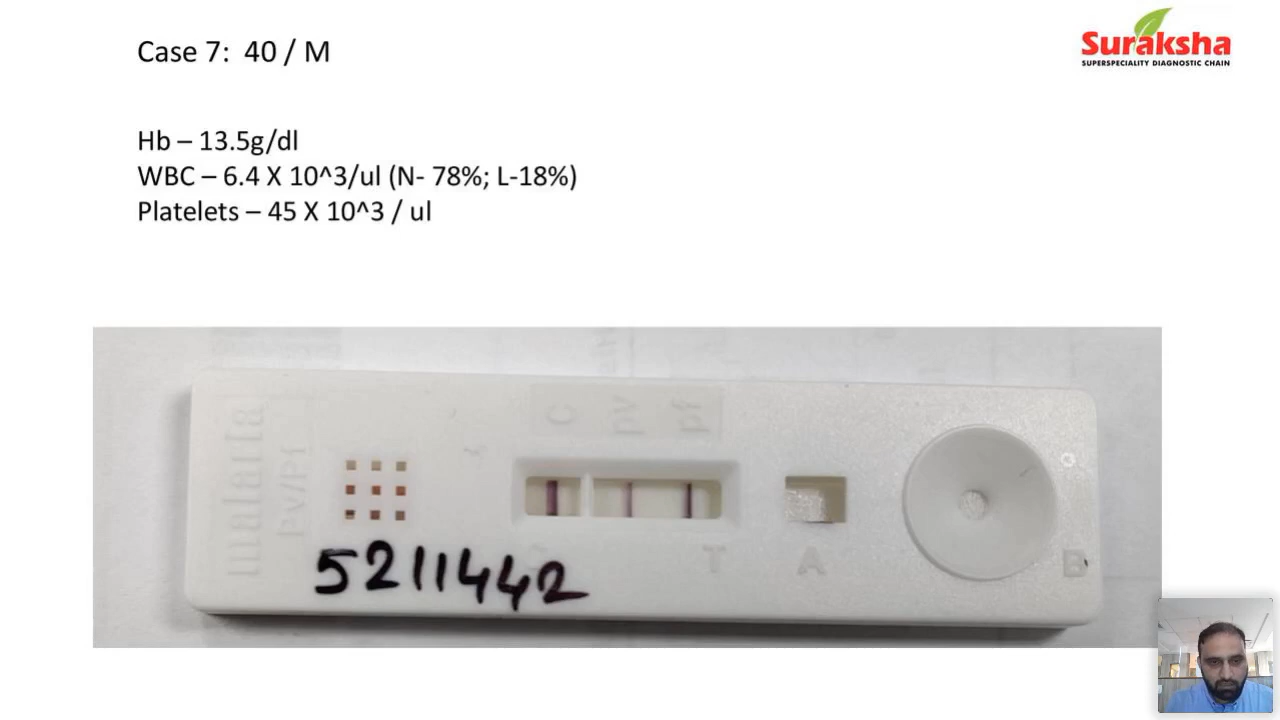 Case 7: 40 / M
Suraksha
SUPERSPECIALITY DIAGNOSTIC CHAIN
Hb – 13.5g/dl
WBC – 6.4 X 10^3/ul (N- 78%; L-18%)
Platelets – 45 X 10^3 / ul
malaria
Pv/Pf
C
pv
pf
T
A
B
5211442